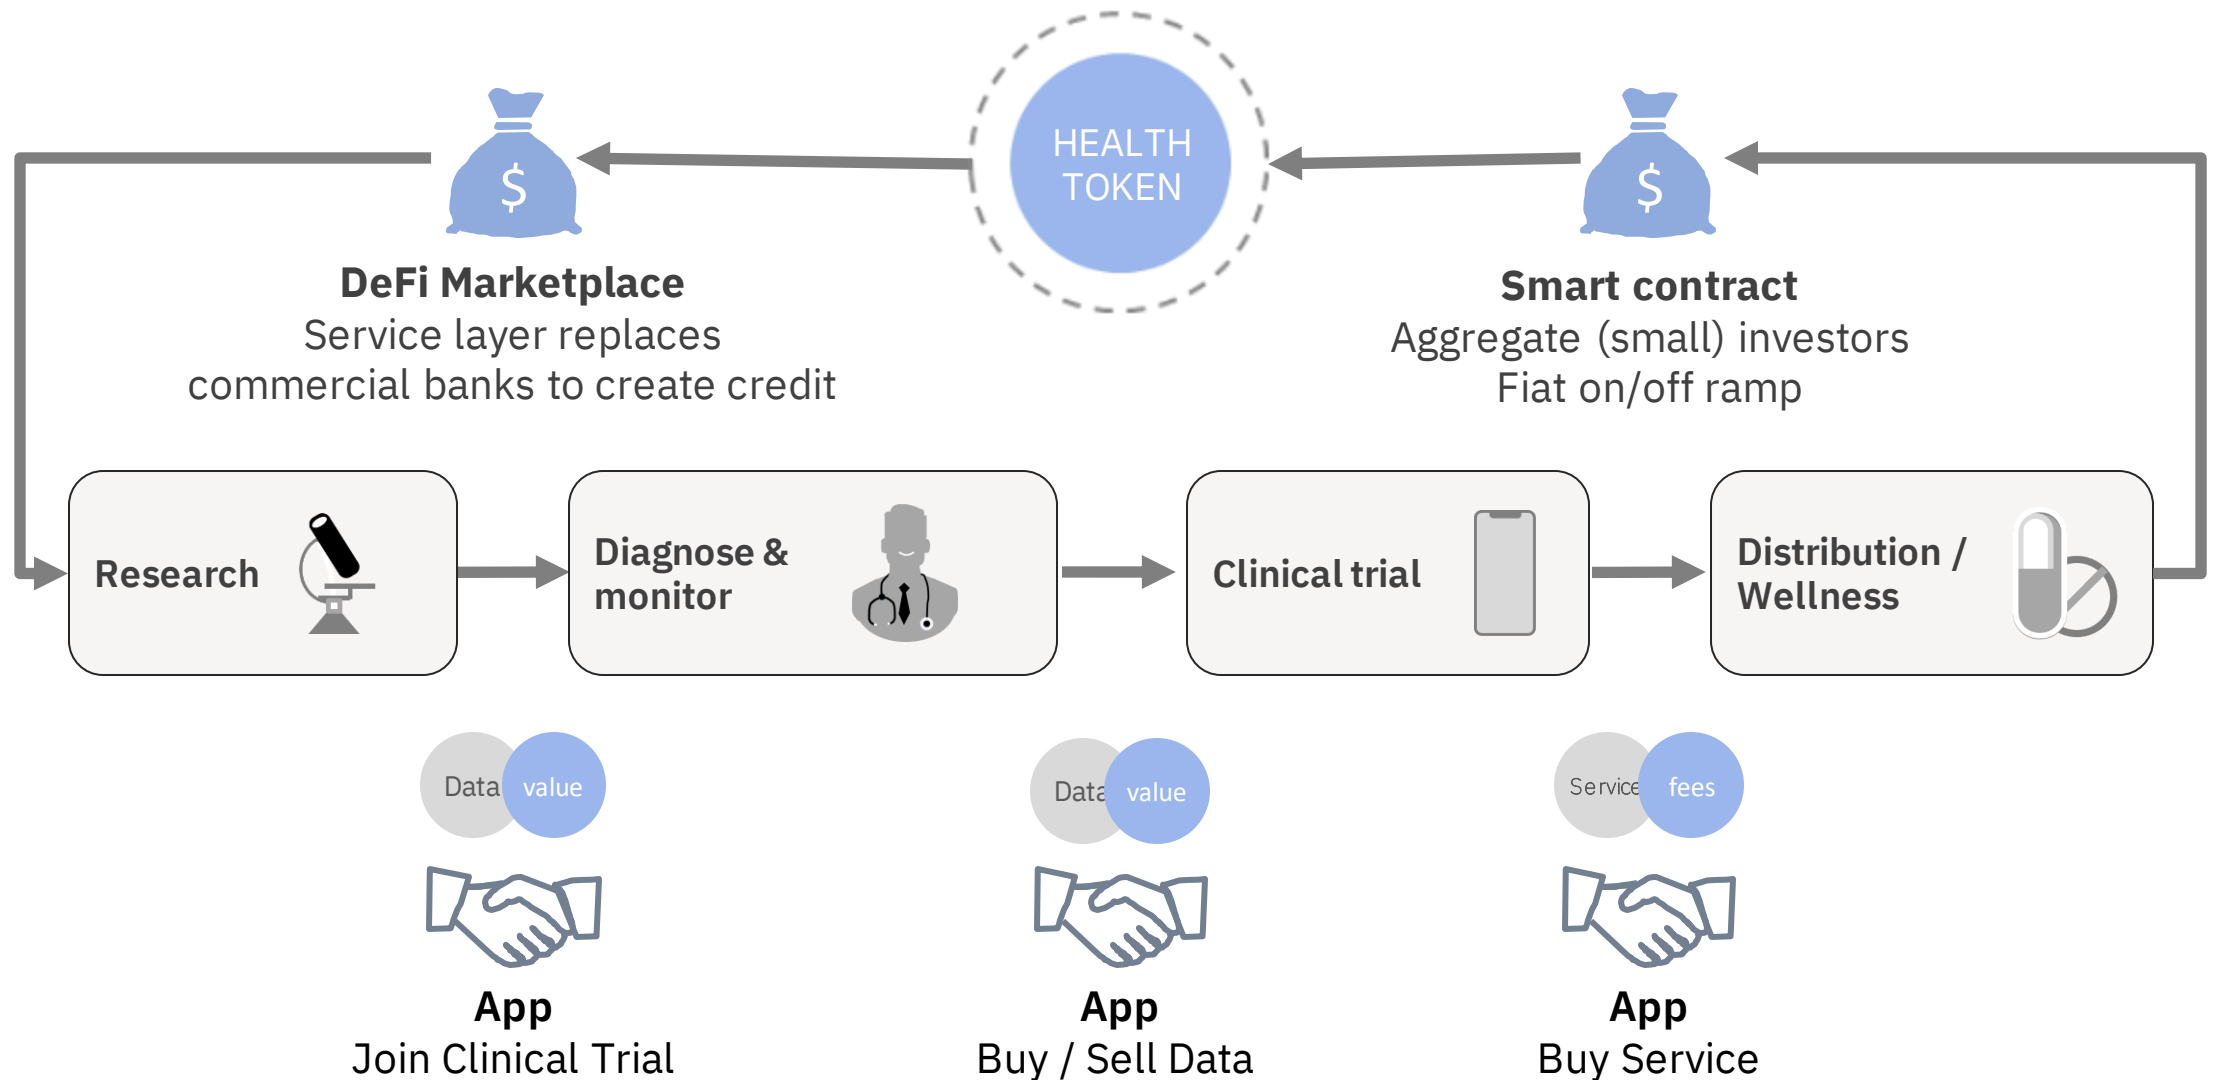 HEALTH
TOKEN
$
$
DeFi Marketplace
Service layer replaces
commercial banks to create credit
Smart contract
Aggregate (small) investors
Fiat on/off ramp
Research
Diagnose &
monitor
Clinical trial
Distribution /
Wellness
Data value
Data value
Service fees
App
Join Clinical Trial
App
Buy / Sell Data
App
Buy Service